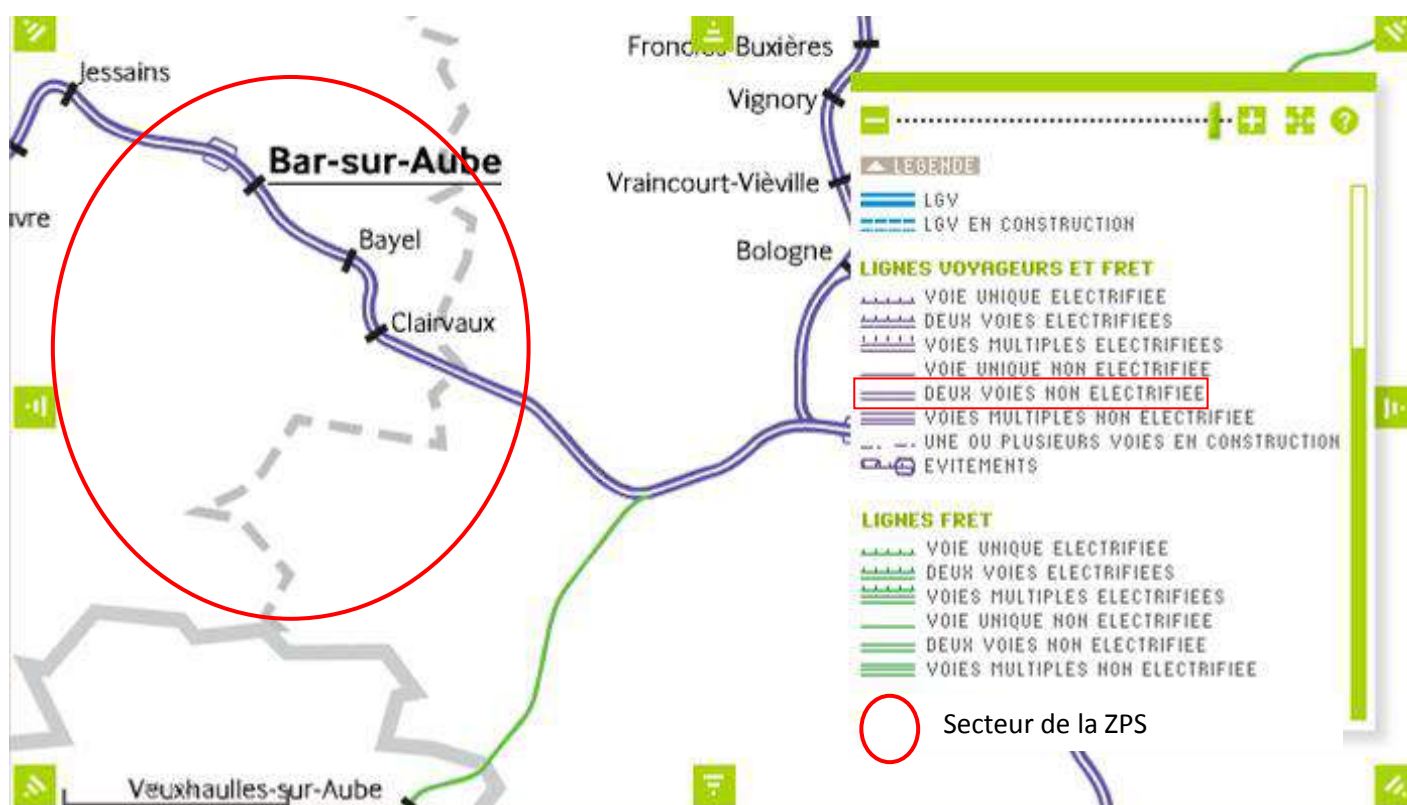 Jessains
Bar-sur-Aube
Bayel
Clairvaux
Buxières
Vignory
Vraincourt-Vièville
Bologne
Vauxhaulles-sur-Aube
LEGENDE
LGV
LGV EN CONSTRUCTION
LIGNES VOYAGEURS ET FRET
VOIE UNIQUE ELECTRIFIEE
DEUX VOIES ELECTRIFIEES
VOIES MULTIPLES ELECTRIFIEES
VOIE UNIQUE NON ELECTRIFIEE
DEUX VOIES NON ELECTRIFIEE
VOIES MULTIPLES NON ELECTRIFIEE
UNE OU PLUSIEURS VOIES EN CONSTRUCTION
EVITEMENTS
LIGNES FRET
VOIE UNIQUE ELECTRIFIEE
DEUX VOIES ELECTRIFIEES
VOIES MULTIPLES ELECTRIFIEES
VOIE UNIQUE NON ELECTRIFIEE
DEUX VOIES NON ELECTRIFIEE
VOIES MULTIPLES NON ELECTRIFIEE
Secteur de la ZPS